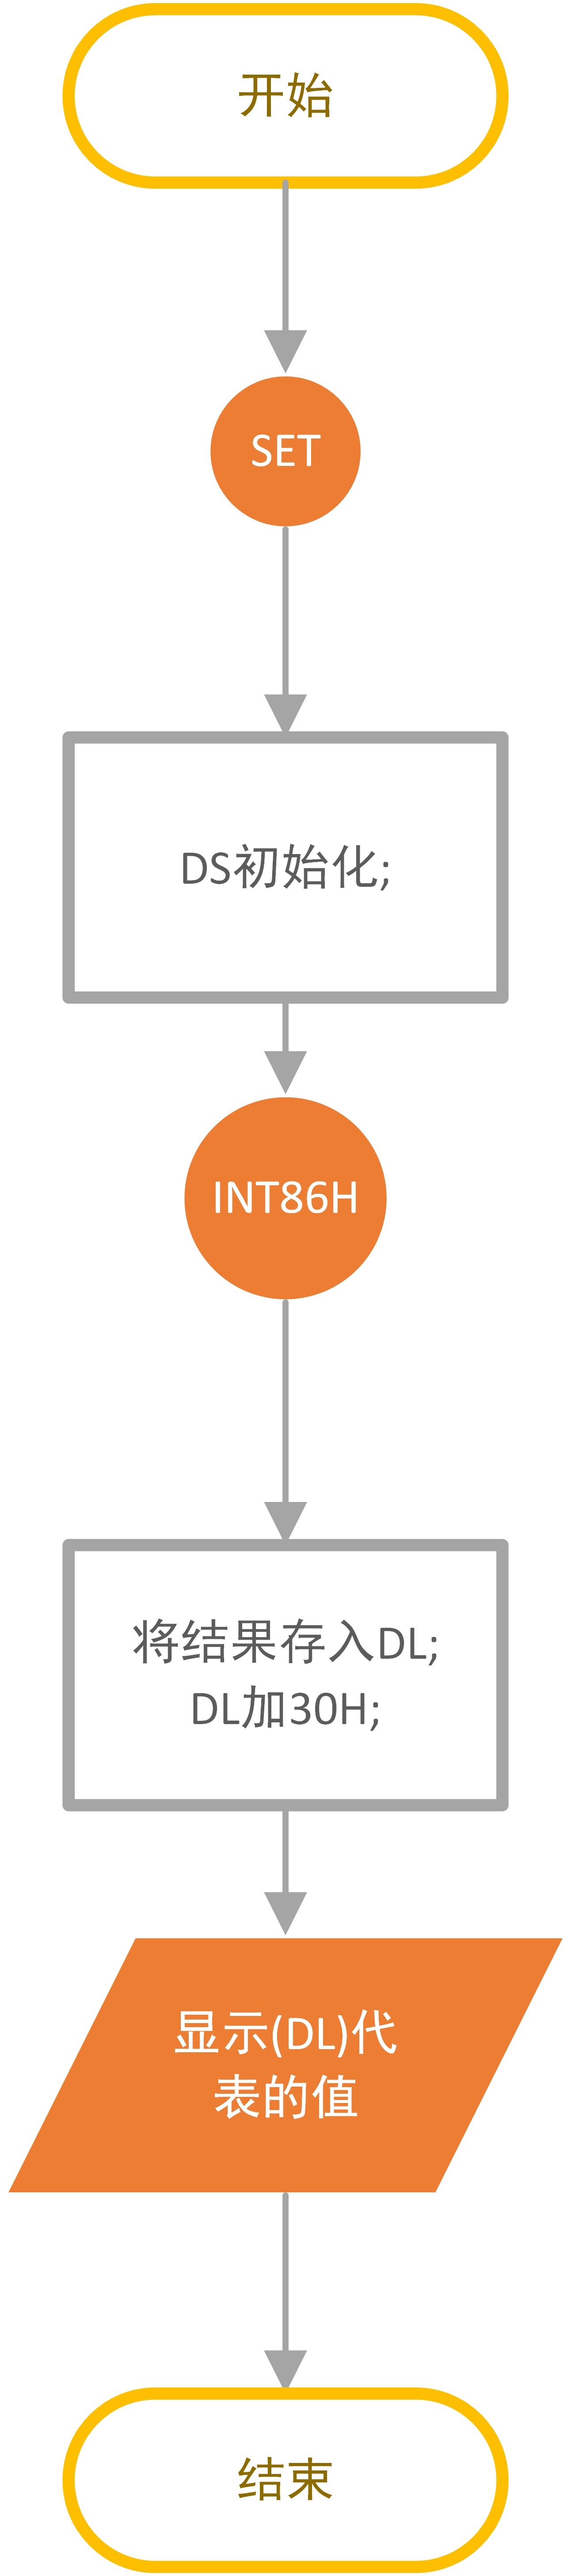 开始
SET
DS初始化;
INT86H
将结果存入DL;
DL加30H;
显示(DL)代
表的值
结束